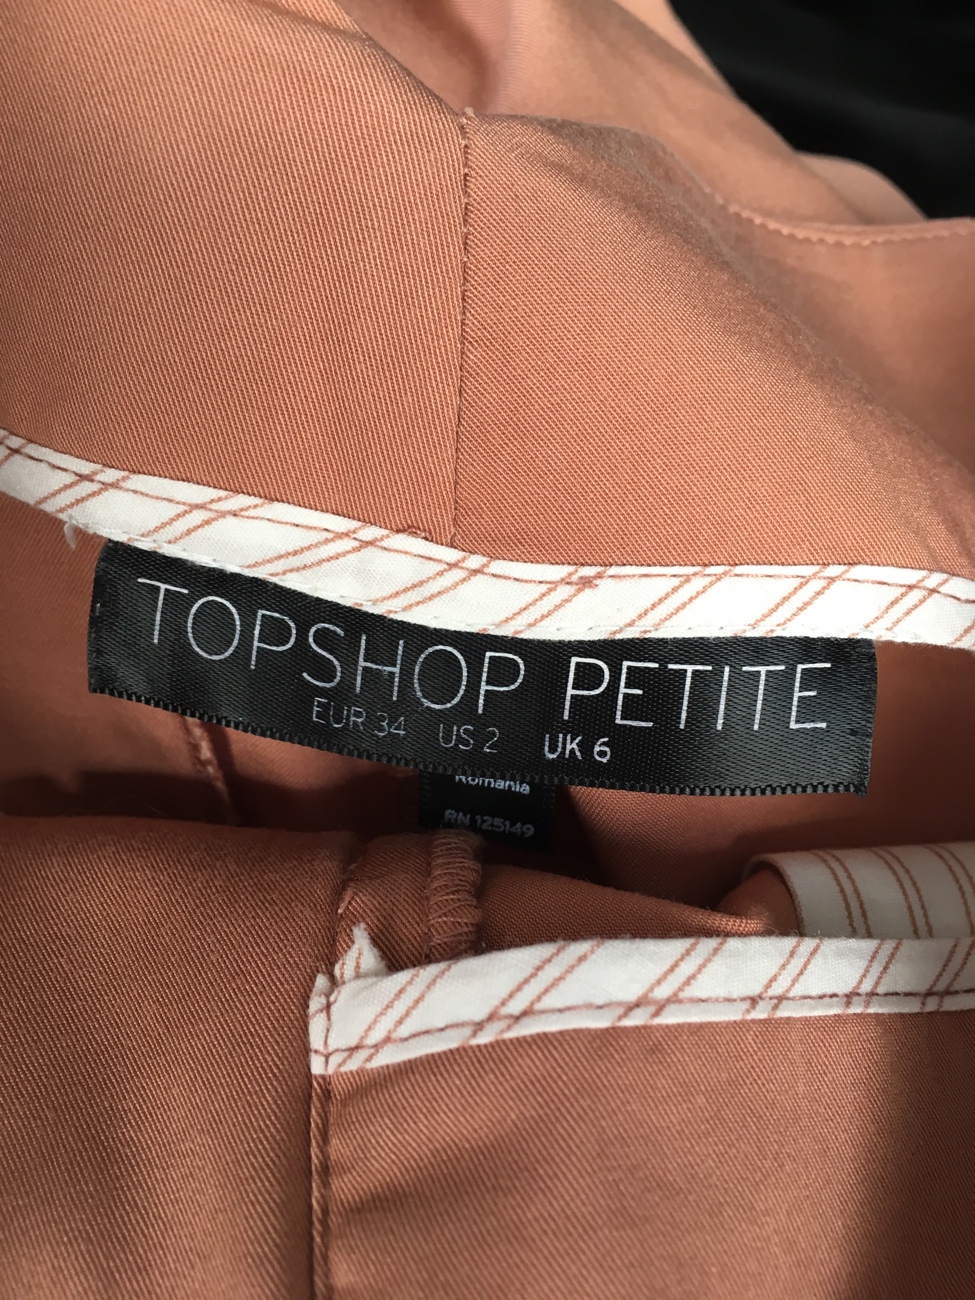 TOPSHOP PETITE
EUR 34 US 2 UK 6
Romania
RN 125149